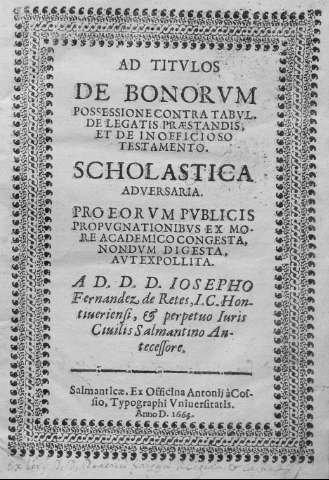 AD TITVLOS
DE BONORVM
POSSESSIONE CONTRA TABVL.
DE LEGATIS PRÆSTANDIS,
ET DE INOFFICIOSO
TESTAMENTO.
SCHOLASTICA
ADVERSARIA.
PRO EORVM PVBLICIS
PROPVGNATIONIBVS EX MO-
RE ACADEMICO CONGESTA,
NONDVM DIGESTA,
AVT EXPOLLITA.
A D. D. D. IOSEPHO
Fernandez de Retes, I.C. Hon-
tiueriensi, & perpetuo Iuris
Ciuilis Salmantino An-
tecessore.
Salmanticæ. Ex Officina Antonij à Cos-
sio, Typographi Vniuersitatis.
Anno D. 1664.